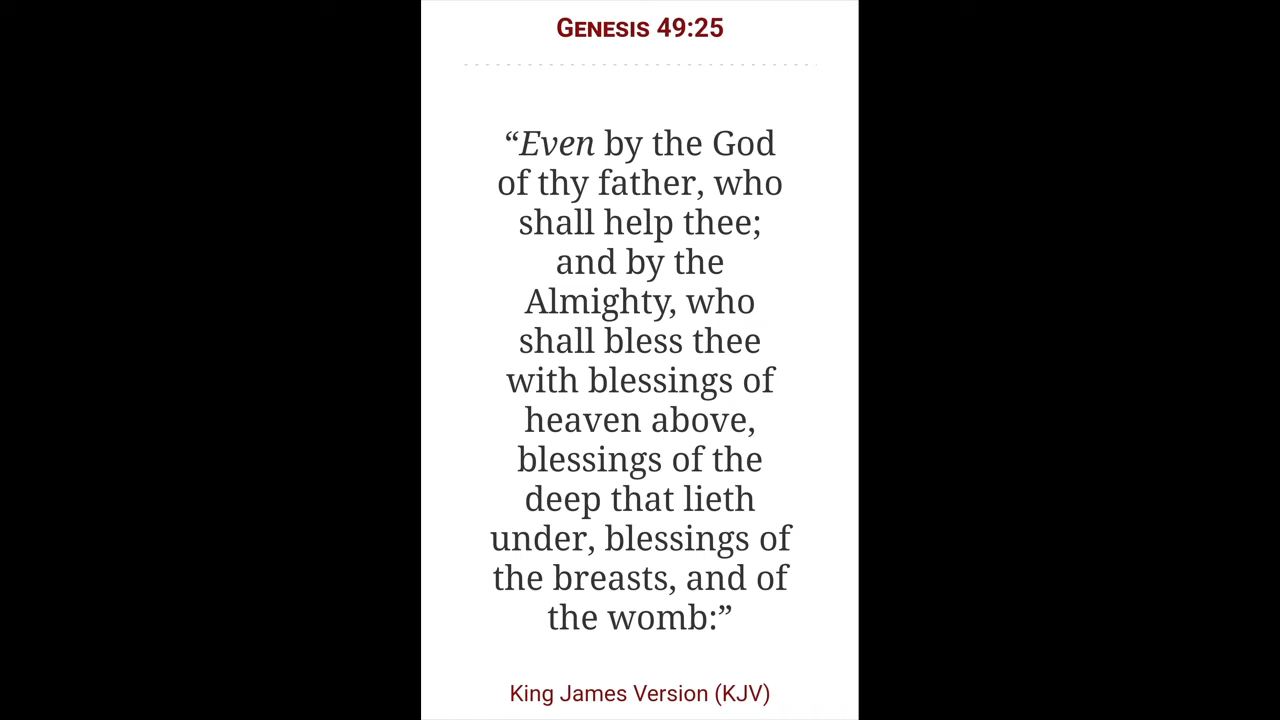 Genesis 49:25
“Even by the God
of thy father, who
shall help thee;
and by the
Almighty, who
shall bless thee
with blessings of
heaven above,
blessings of the
deep that lieth
under, blessings of
the breasts, and of
the womb:”
King James Version (KJV)